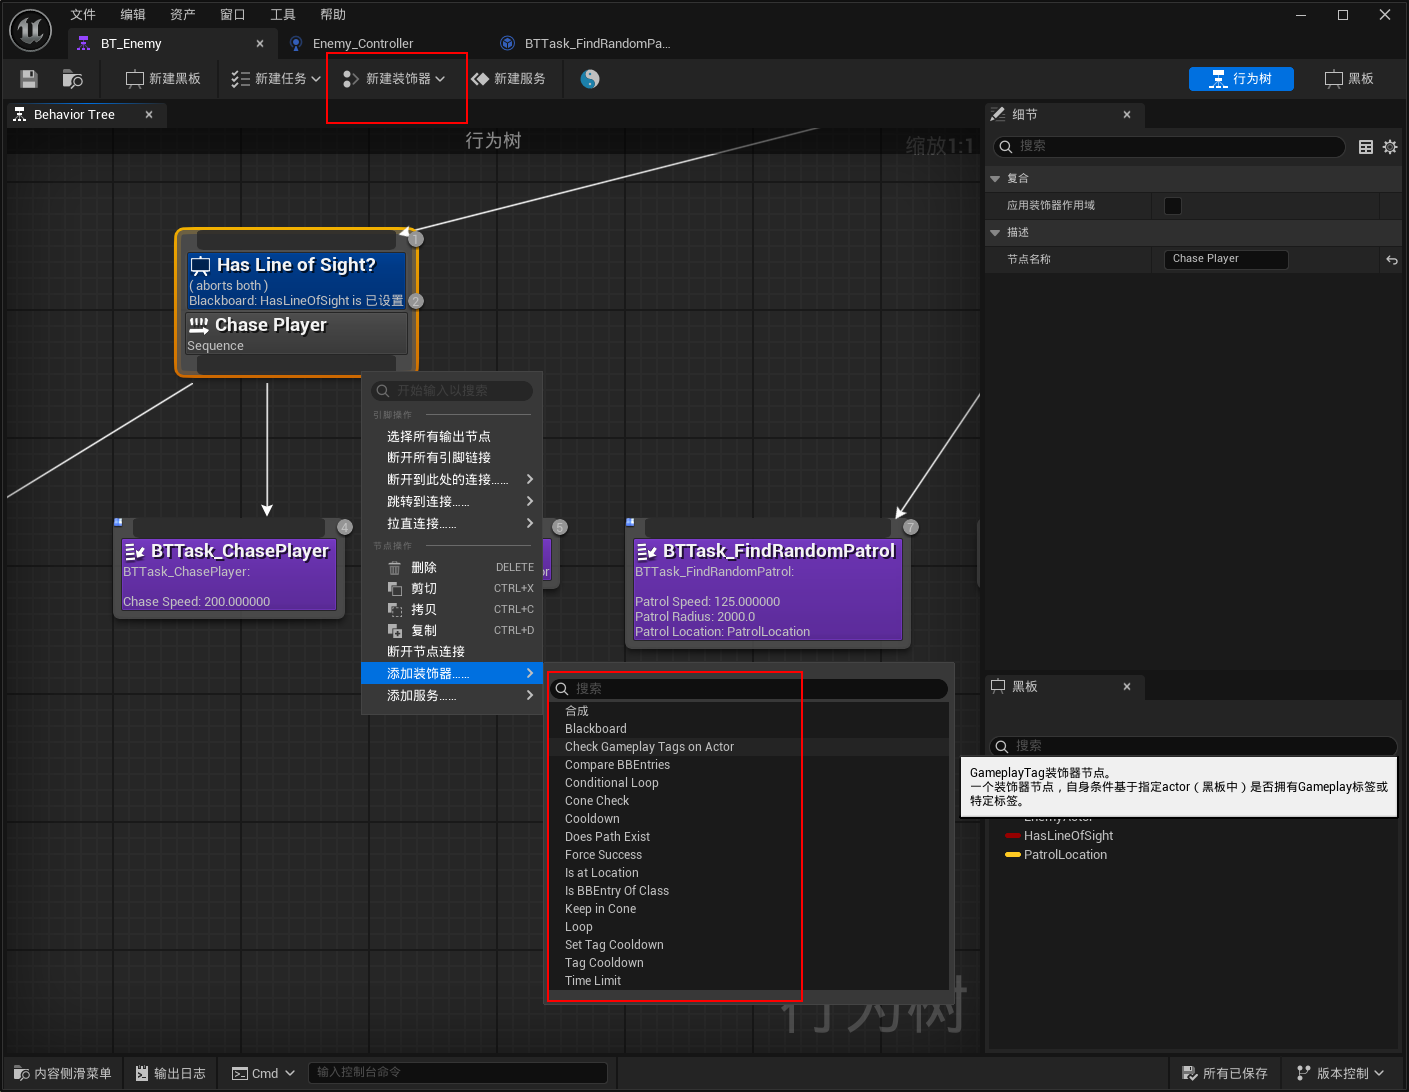 文件 编辑 资产 窗口 工具 帮助
BT_Enemy
Enemy_Controller
BTTask_FindRandomPa...
新建黑板
新建任务
新建装饰器
新建服务
行为树
黑板
Behavior Tree
行为树
缩放1:1
1
Has Line of Sight?
( aborts both )
Blackboard: HasLineOfSight is 已设置
2
Chase Player
Sequence
开始输入以搜索
引脚操作
选择所有输出节点
断开所有引脚链接
断开到此处的连接......
跳转到连接......
拉直连接......
节点操作
删除 DELETE
剪切 CTRL+X
拷贝 CTRL+C
复制 CTRL+D
断开节点连接
添加装饰器......
添加服务......
4
BTTask_ChasePlayer
BTTask_ChasePlayer:
Chase Speed: 200.000000
5
or
7
BTTask_FindRandomPatrol
BTTask_FindRandomPatrol:
Patrol Speed: 125.000000
Patrol Radius: 2000.0
Patrol Location: PatrolLocation
搜索
合成
Blackboard
Check Gameplay Tags on Actor
Compare BBEntries
Conditional Loop
Cone Check
Cooldown
Does Path Exist
Force Success
Is at Location
Is BBEntry Of Class
Keep in Cone
Loop
Set Tag Cooldown
Tag Cooldown
Time Limit
行为树
细节
搜索
复合
应用装饰器作用域
描述
节点名称 Chase Player
黑板
搜索
GameplayTag装饰器节点。
一个装饰器节点，自身条件基于指定actor（黑板中）是否拥有Gameplay标签或
特定标签。
EnemyActor
HasLineOfSight
PatrolLocation
内容侧滑菜单
输出日志
Cmd
输入控制台命令
所有已保存
版本控制